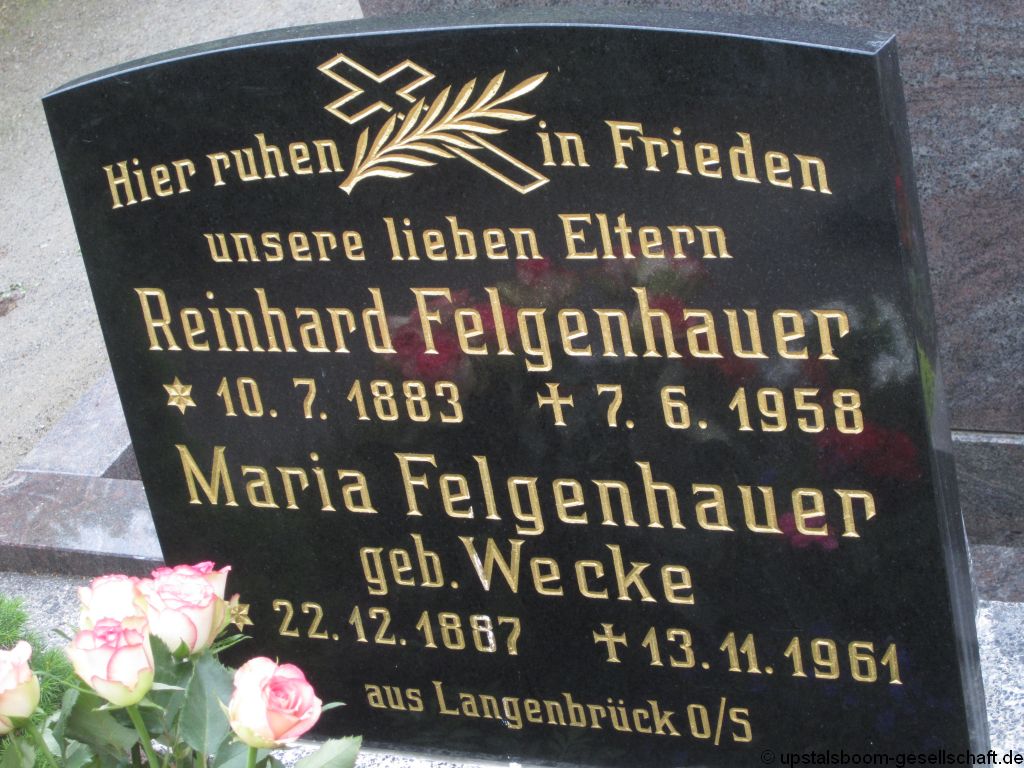 Hier ruhen in Frieden
unsere lieben Eltern
Reinhard Felgenhauer
* 10. 7. 1883 ✝ 7. 6. 1958
Maria Felgenhauer
geb. Wecke
* 22. 12. 1887 ✝ 13. 11. 1961
aus Langenbrück O/S
© upstalsboom-gesellschaft.de